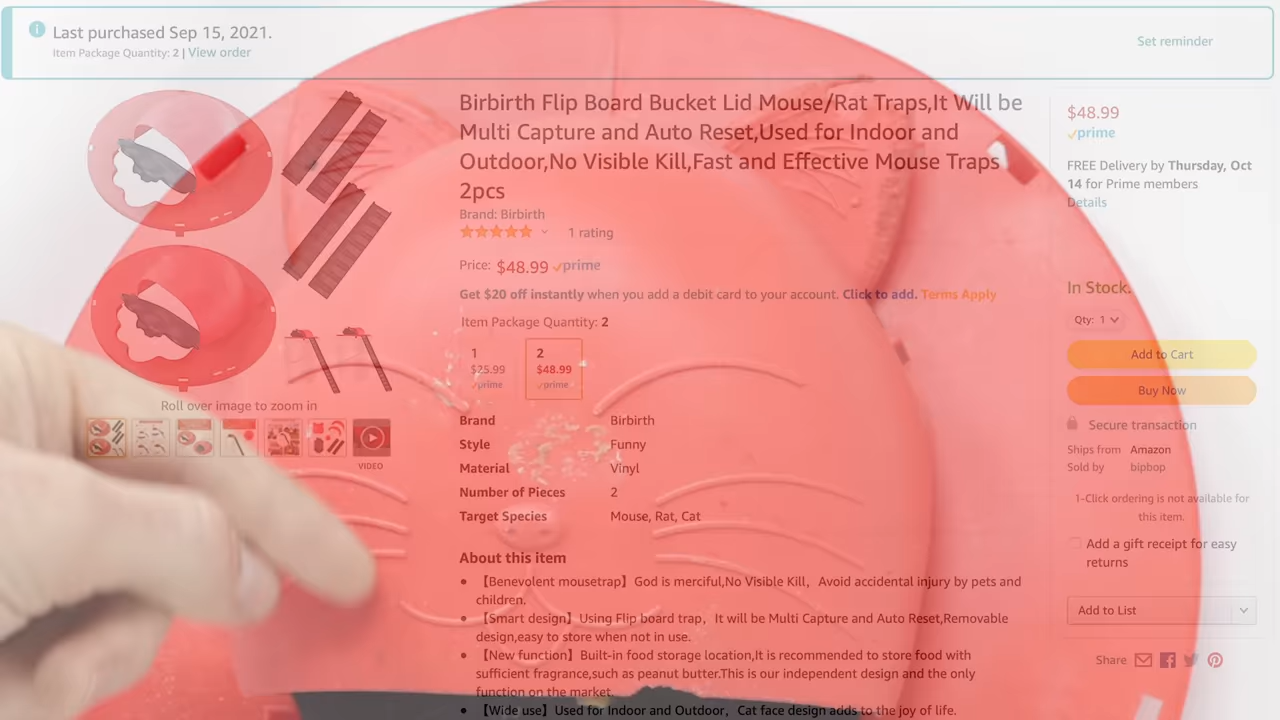 Last purchased Sep 15, 2021.
Item Package Quantity: 2 | View order
Set reminder
Birbirth Flip Board Bucket Lid Mouse/Rat Traps,It Will be
Multi Capture and Auto Reset,Used for Indoor and
Outdoor,No Visible Kill,Fast and Effective Mouse Traps
2pcs
Brand: Birbirth
1 rating
Price: $48.99 prime
Get $20 off instantly when you add a debit card to your account. Click to add. Terms Apply
Item Package Quantity: 2
1
$25.99
prime
2
$48.99
prime
Roll over image to zoom in
VIDEO
Brand Birbirth
Style Funny
Material Vinyl
Number of Pieces 2
Target Species Mouse, Rat, Cat
About this item
• 【Benevolent mousetrap】God is merciful,No Visible Kill，Avoid accidental injury by pets and
children.
• 【Smart design】Using Flip board trap，It will be Multi Capture and Auto Reset,Removable
design,easy to store when not in use.
• 【New function】Built-in food storage location,It is recommended to store food with
sufficient fragrance,such as peanut butter.This is our independent design and the only
function on the market.
• 【Wide use】Used for Indoor and Outdoor，Cat face design adds to the joy of life.
$48.99
prime
FREE Delivery by Thursday, Oct
14 for Prime members
Details
In Stock.
Qty: 1
Add to Cart
Buy Now
Secure transaction
Ships from Amazon
Sold by bipbop
1-Click ordering is not available for
this item.
Add a gift receipt for easy
returns
Add to List
Share